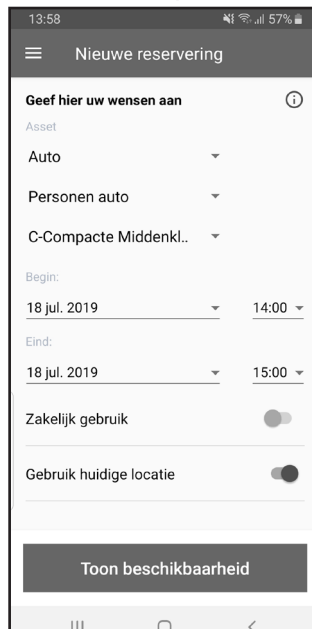 13:58 57%
Nieuwe reservering
Geef hier uw wensen aan
Asset
Auto
Personen auto
C-Compacte Middenkl..
Begin:
18 jul. 2019 14:00
Eind:
18 jul. 2019 15:00
Zakelijk gebruik
Gebruik huidige locatie
Toon beschikbaarheid